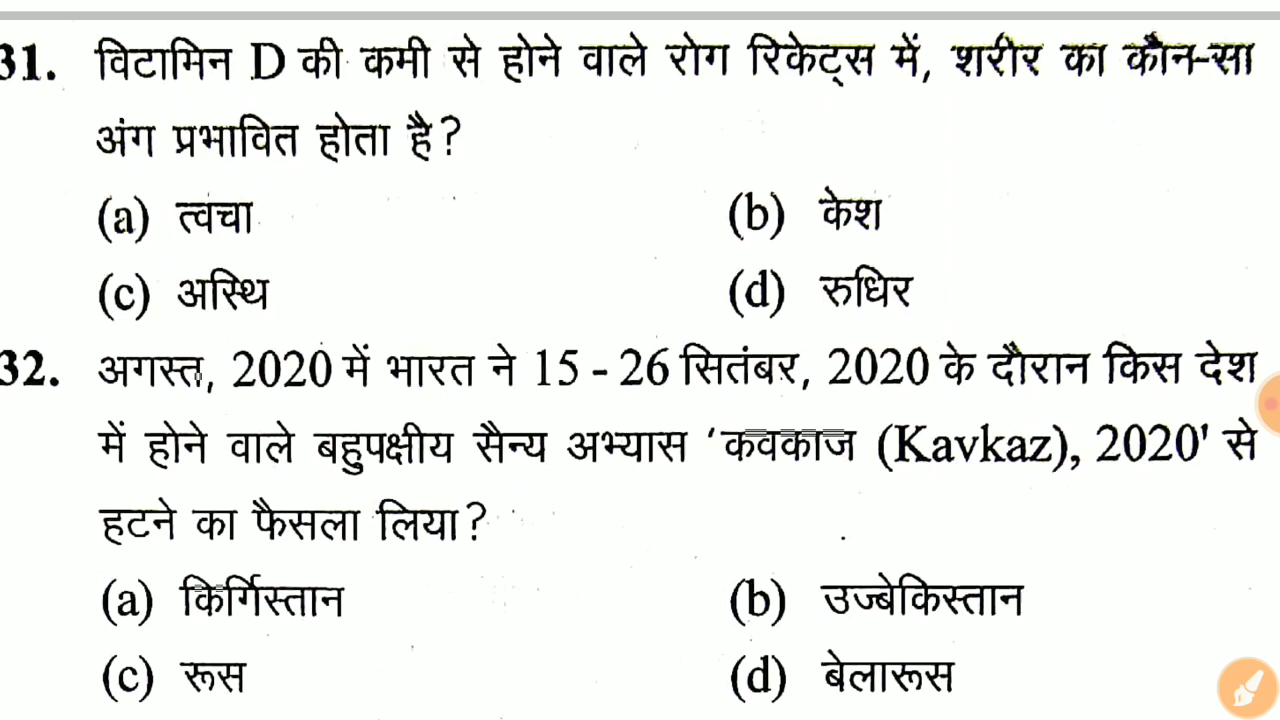 31. विटामिन D की कमी से होने वाले रोग रिकेट्स में, शरीर का कौन-सा
अंग प्रभावित होता है?
(a) त्वचा (b) केश
(c) अस्थि (d) रुधिर
32. अगस्त, 2020 में भारत ने 15 - 26 सितंबर, 2020 के दौरान किस देश
में होने वाले बहुपक्षीय सैन्य अभ्यास ‘कवकाज (Kavkaz), 2020' से
हटने का फैसला लिया?
(a) किर्गिस्तान (b) उज्बेकिस्तान
(c) रूस (d) बेलारूस